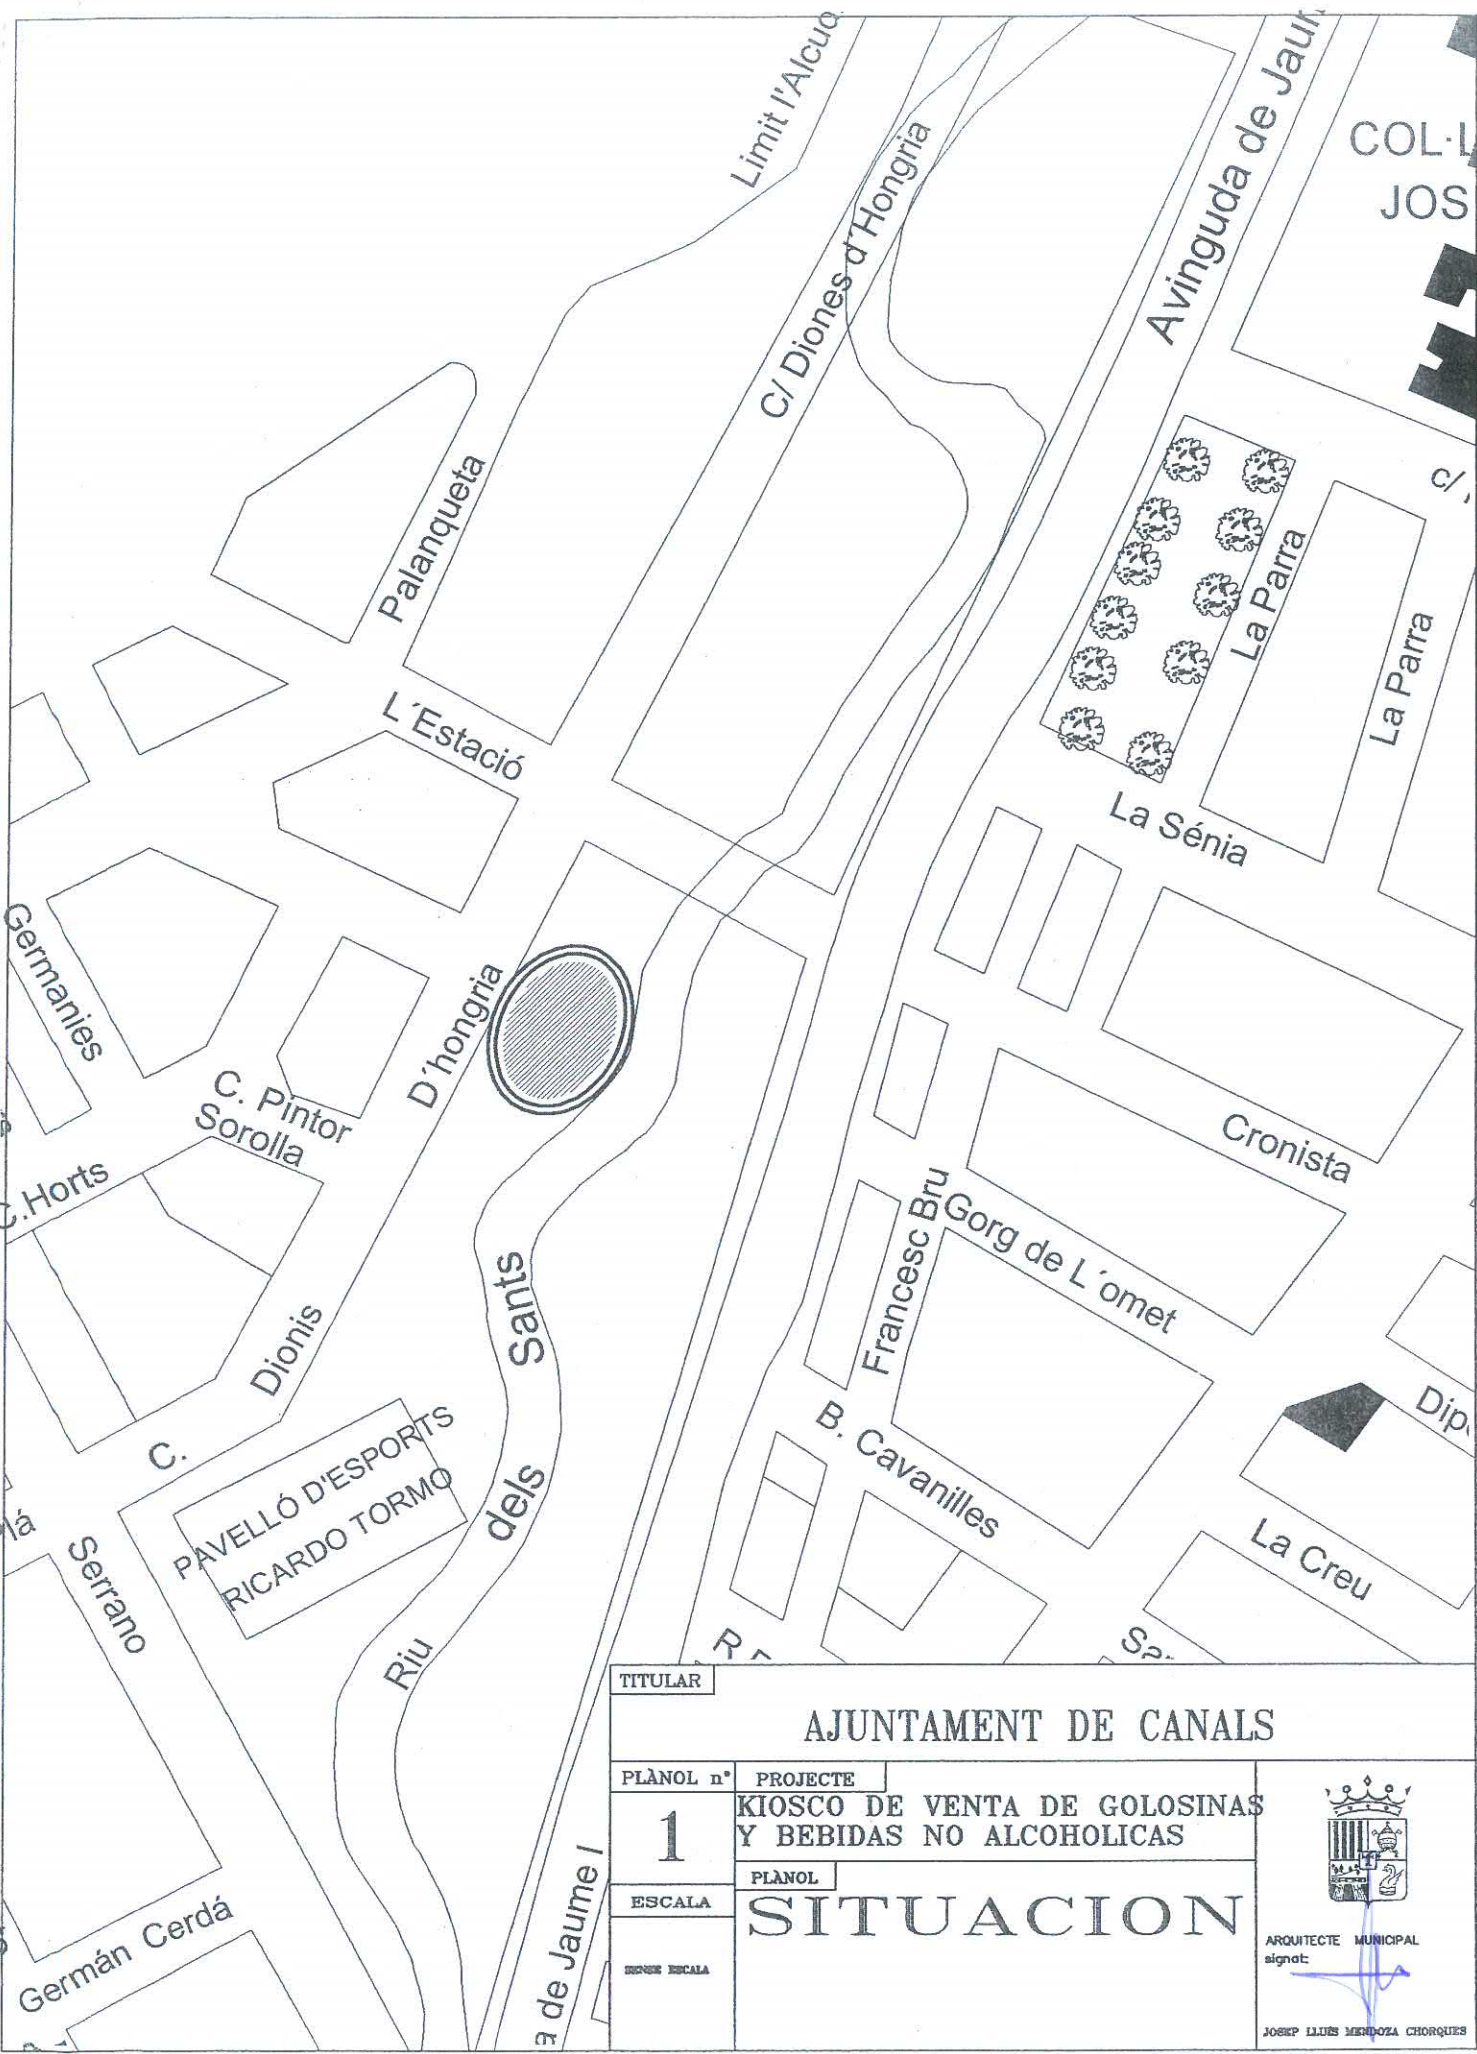 Limit l'Alcud
Avinguda de Jaum
COL·L
JOS
C/ Diones d´Hongria
Palanqueta
C/
La Parra
La Parra
L´Estació
La Sénia
Germanies
D´hongria
C. Pintor
Sorolla
C.Horts
Cronista
Francesc Bru
Gorg de L´omet
Sants
Dionis
C.
B. Cavanilles
PAVELLÓ D'ESPORTS
RICARDO TORMO
dels
La Creu
Serrano
Riu
Germán Cerdá
a de Jaume I
TITULAR
AJUNTAMENT DE CANALS
PLÀNOL nº
1
PROJECTE
KIOSCO DE VENTA DE GOLOSINAS
Y BEBIDAS NO ALCOHOLICAS
PLÀNOL
SITUACION
ESCALA
SENSE ESCALA
ARQUITECTE MUNICIPAL
signat:
JOSEP LLUÍS MENDOZA CHORQUES